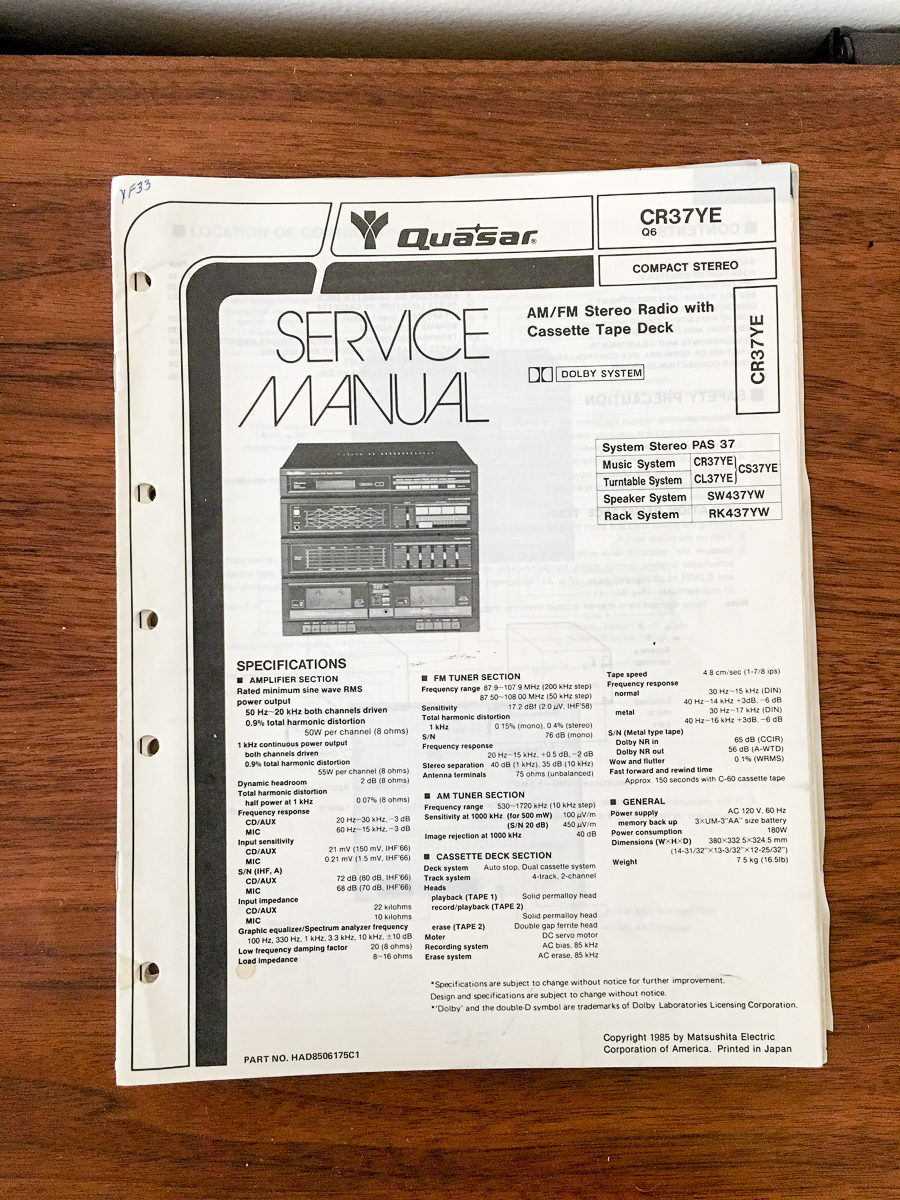 YF33
Quasar®
CR37YE
Q6
COMPACT STEREO
SERVICE
MANUAL
AM/FM Stereo Radio with
Cassette Tape Deck
DOLBY SYSTEM
CR37YE
System Stereo PAS 37
Music System CR37YE
Turntable System CL37YE
CS37YE
Speaker System SW437YW
Rack System RK437YW
SPECIFICATIONS
■ AMPLIFIER SECTION
Rated minimum sine wave RMS
power output
50 Hz~20 kHz both channels driven
0.9% total harmonic distortion
50W per channel (8 ohms)
1 kHz continuous power output
both channels driven
0.9% total harmonic distortion
55W per channel (8 ohms)
Dynamic headroom 2 dB (8 ohms)
Total harmonic distortion
half power at 1 kHz 0.07% (8 ohms)
Frequency response
CD/AUX 20 Hz~30 kHz, −3 dB
MIC 60 Hz~15 kHz, −3 dB
Input sensitivity
CD/AUX 21 mV (150 mV, IHF'66)
MIC 0.21 mV (1.5 mV, IHF'66)
S/N (IHF, A)
CD/AUX 72 dB (80 dB, IHF'66)
MIC 68 dB (70 dB, IHF'66)
Input impedance
CD/AUX 22 kilohms
MIC 10 kilohms
Graphic equalizer/Spectrum analyzer frequency
100 Hz, 330 Hz, 1 kHz, 3.3 kHz, 10 kHz, ±10 dB
Low frequency damping factor 20 (8 ohms)
Load impedance 8~16 ohms
■ FM TUNER SECTION
Frequency range 87.9~107.9 MHz (200 kHz step)
87.50~108.00 MHz (50 kHz step)
Sensitivity 17.2 dBf (2.0 µV, IHF'58)
Total harmonic distortion
1 kHz 0.15% (mono), 0.4% (stereo)
S/N 76 dB (mono)
Frequency response
20 Hz~15 kHz, +0.5 dB, −2 dB
Stereo separation 40 dB (1 kHz), 35 dB (10 kHz)
Antenna terminals 75 ohms (unbalanced)
■ AM TUNER SECTION
Frequency range 530~1720 kHz (10 kHz step)
Sensitivity at 1000 kHz (for 500 mW) 100 µV/m
(S/N 20 dB) 450 µV/m
Image rejection at 1000 kHz 40 dB
■ CASSETTE DECK SECTION
Deck system Auto stop, Dual cassette system
Track system 4-track, 2-channel
Heads
playback (TAPE 1) Solid permalloy head
record/playback (TAPE 2)
Solid permalloy head
erase (TAPE 2) Double gap ferrite head
Moter DC servo motor
Recording system AC bias, 85 kHz
Erase system AC erase, 85 kHz
Tape speed 4.8 cm/sec (1-7/8 ips)
Frequency response
normal 30 Hz~15 kHz (DIN)
40 Hz~14 kHz +3dB, −6 dB
metal 30 Hz~17 kHz (DIN)
40 Hz~16 kHz +3dB, −6 dB
S/N (Metal type tape)
Dolby NR in 65 dB (CCIR)
Dolby NR out 56 dB (A-WTD)
Wow and flutter 0.1% (WRMS)
Fast forward and rewind time
Approx. 150 seconds with C-60 cassette tape
■ GENERAL
Power supply AC 120 V, 60 Hz
memory back up 3×UM-3"AA" size battery
Power consumption 180W
Dimensions (W×H×D) 380×332.5×324.5 mm
(14-31/32"×13-3/32"×12-25/32")
Weight 7.5 kg (16.5lb)
*Specifications are subject to change without notice for further improvement.
Design and specifications are subject to change without notice.
*'Dolby' and the double-D symbol are trademarks of Dolby Laboratories Licensing Corporation.
PART NO. HAD8506175C1
Copyright 1985 by Matsushita Electric
Corporation of America. Printed in Japan